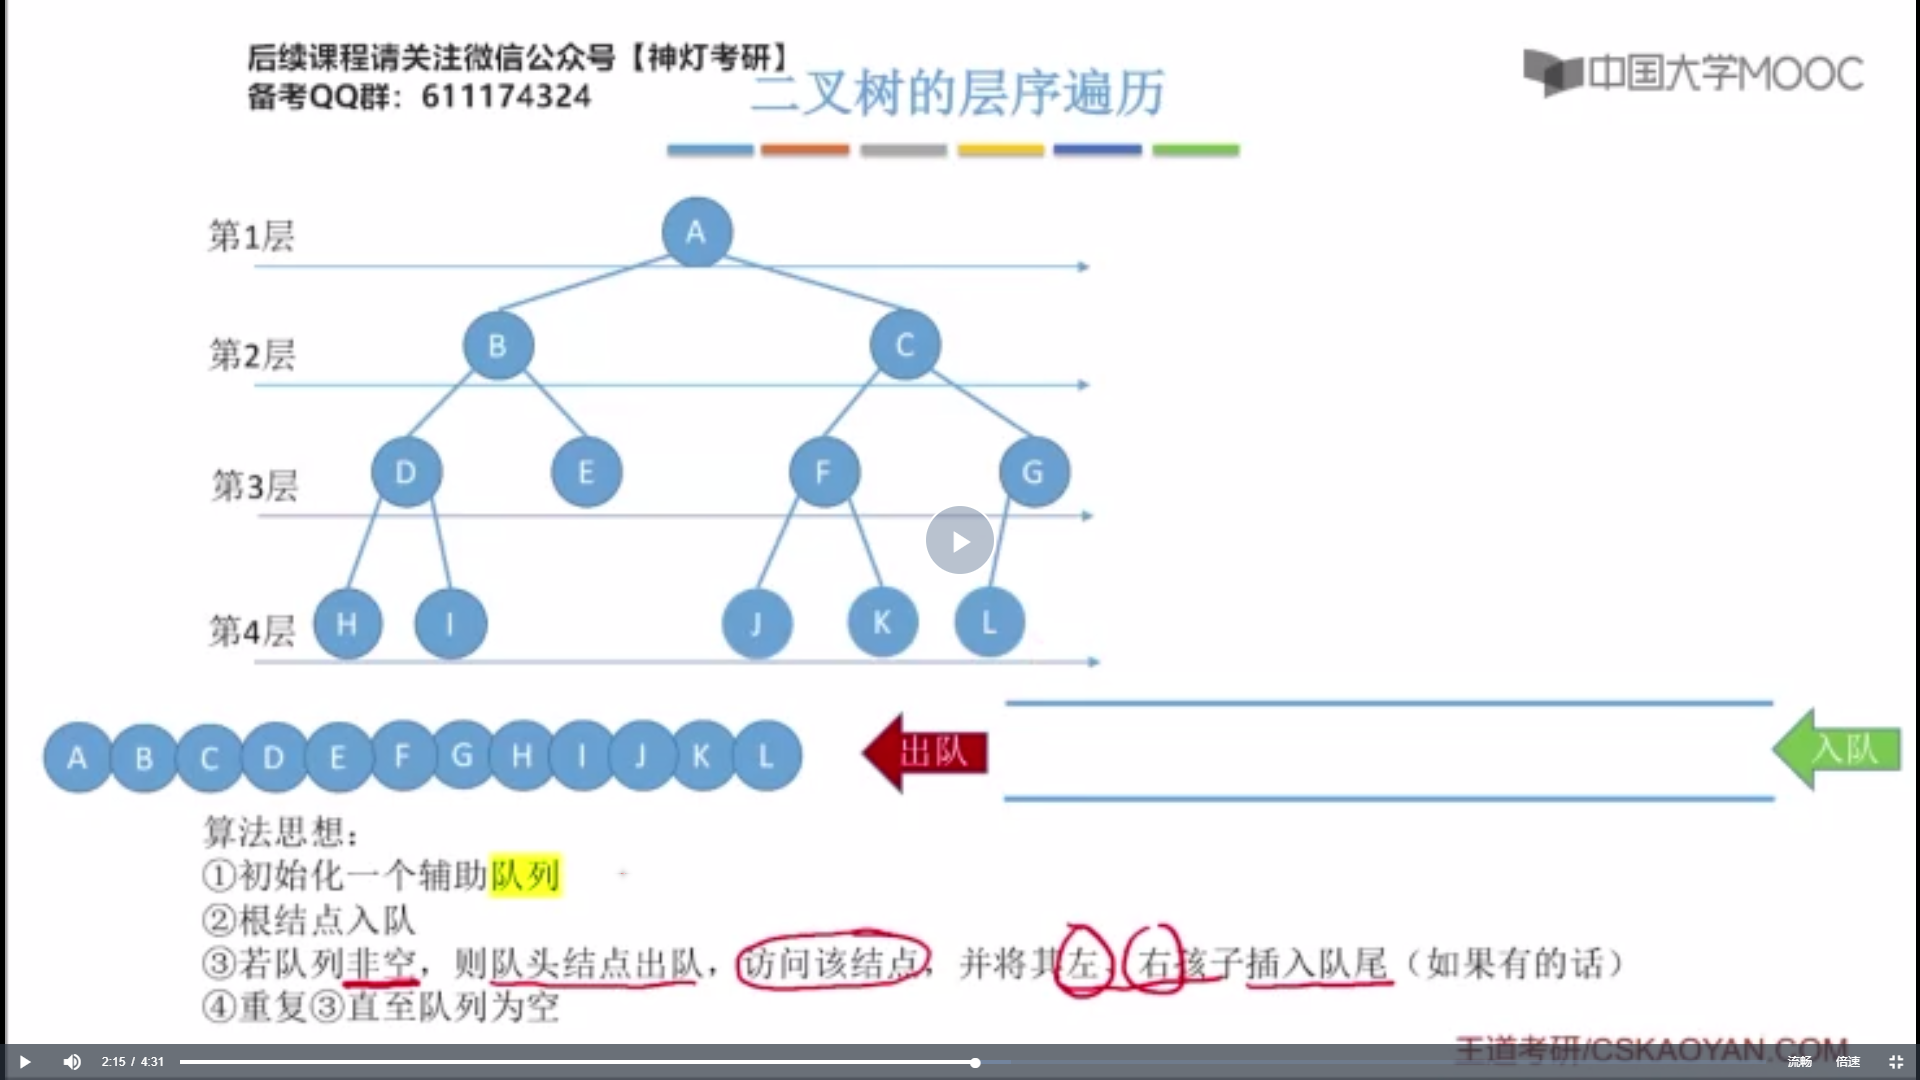 后续课程请关注微信公众号【神灯考研】
备考QQ群：611174324
二叉树的层序遍历
中国大学MOOC
第1层
A
第2层
B
C
第3层
D
E
F
G
第4层
H
I
J
K
L
A B C D E F G H I J K L
出队
入队
算法思想：
①初始化一个辅助队列
②根结点入队
③若队列非空，则队头结点出队，访问该结点，并将其左、右孩子插入队尾（如果有的话）
④重复③直至队列为空
王道考研/CSKAOYAN.COM
2:15 / 4:31
流畅
倍速